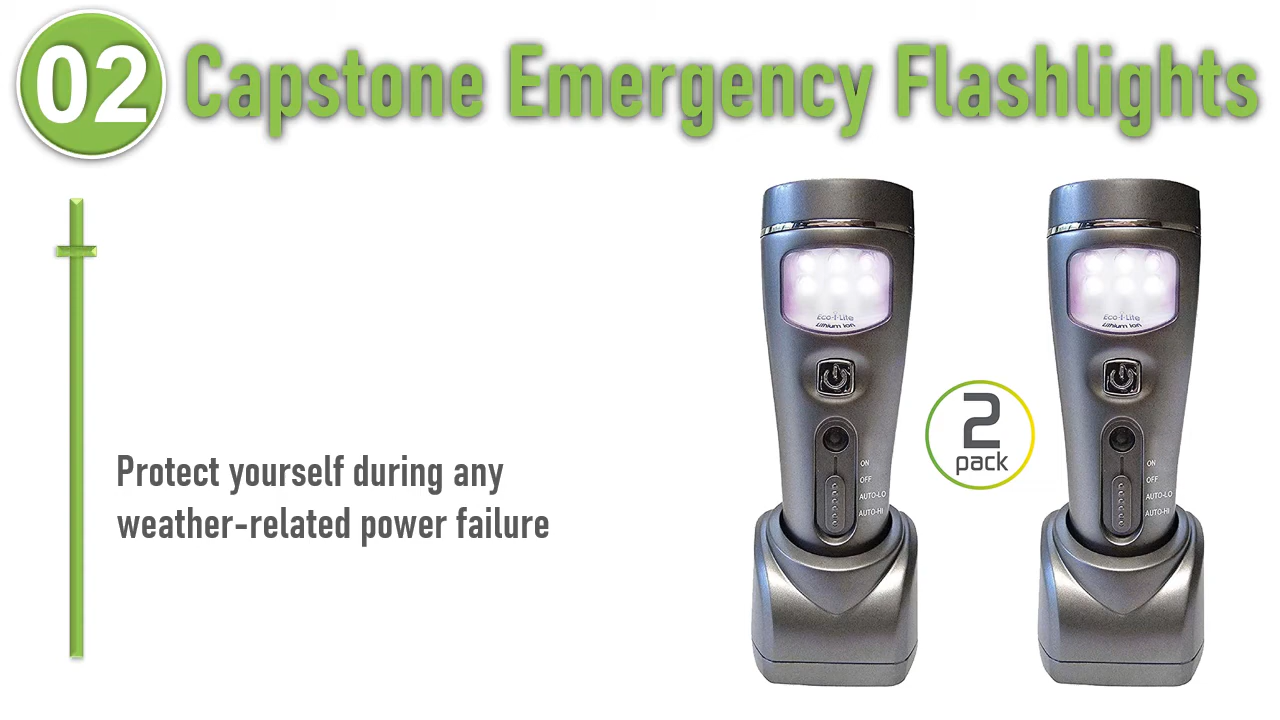 02 Capstone Emergency Flashlights
Eco-i-Lite
Lithium Ion
ON
OFF
AUTO-LO
AUTO-HI
2
pack
Eco-i-Lite
Lithium Ion
ON
OFF
AUTO-LO
AUTO-HI
Protect yourself during any
weather-related power failure